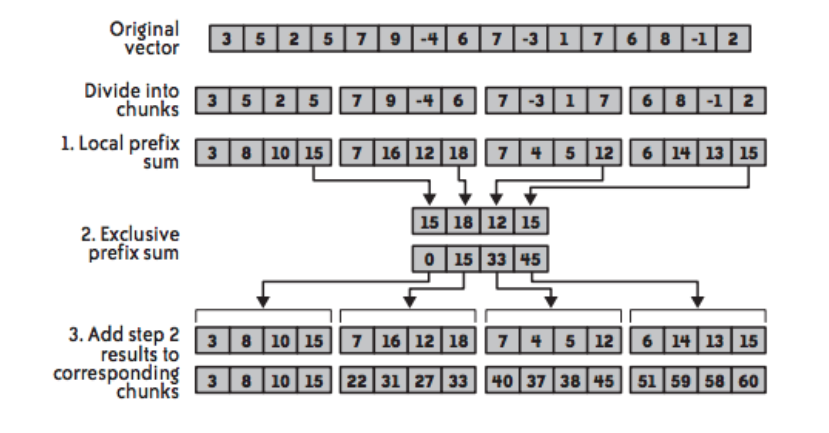 Original
vector
3 5 2 5 7 9 -4 6 7 -3 1 7 6 8 -1 2
Divide into
chunks
3 5 2 5 7 9 -4 6 7 -3 1 7 6 8 -1 2
1. Local prefix
sum
3 8 10 15 7 16 12 18 7 4 5 12 6 14 13 15
15 18 12 15
2. Exclusive
prefix sum
0 15 33 45
3. Add step 2
results to
corresponding
chunks
3 8 10 15 7 16 12 18 7 4 5 12 6 14 13 15
3 8 10 15 22 31 27 33 40 37 38 45 51 59 58 60